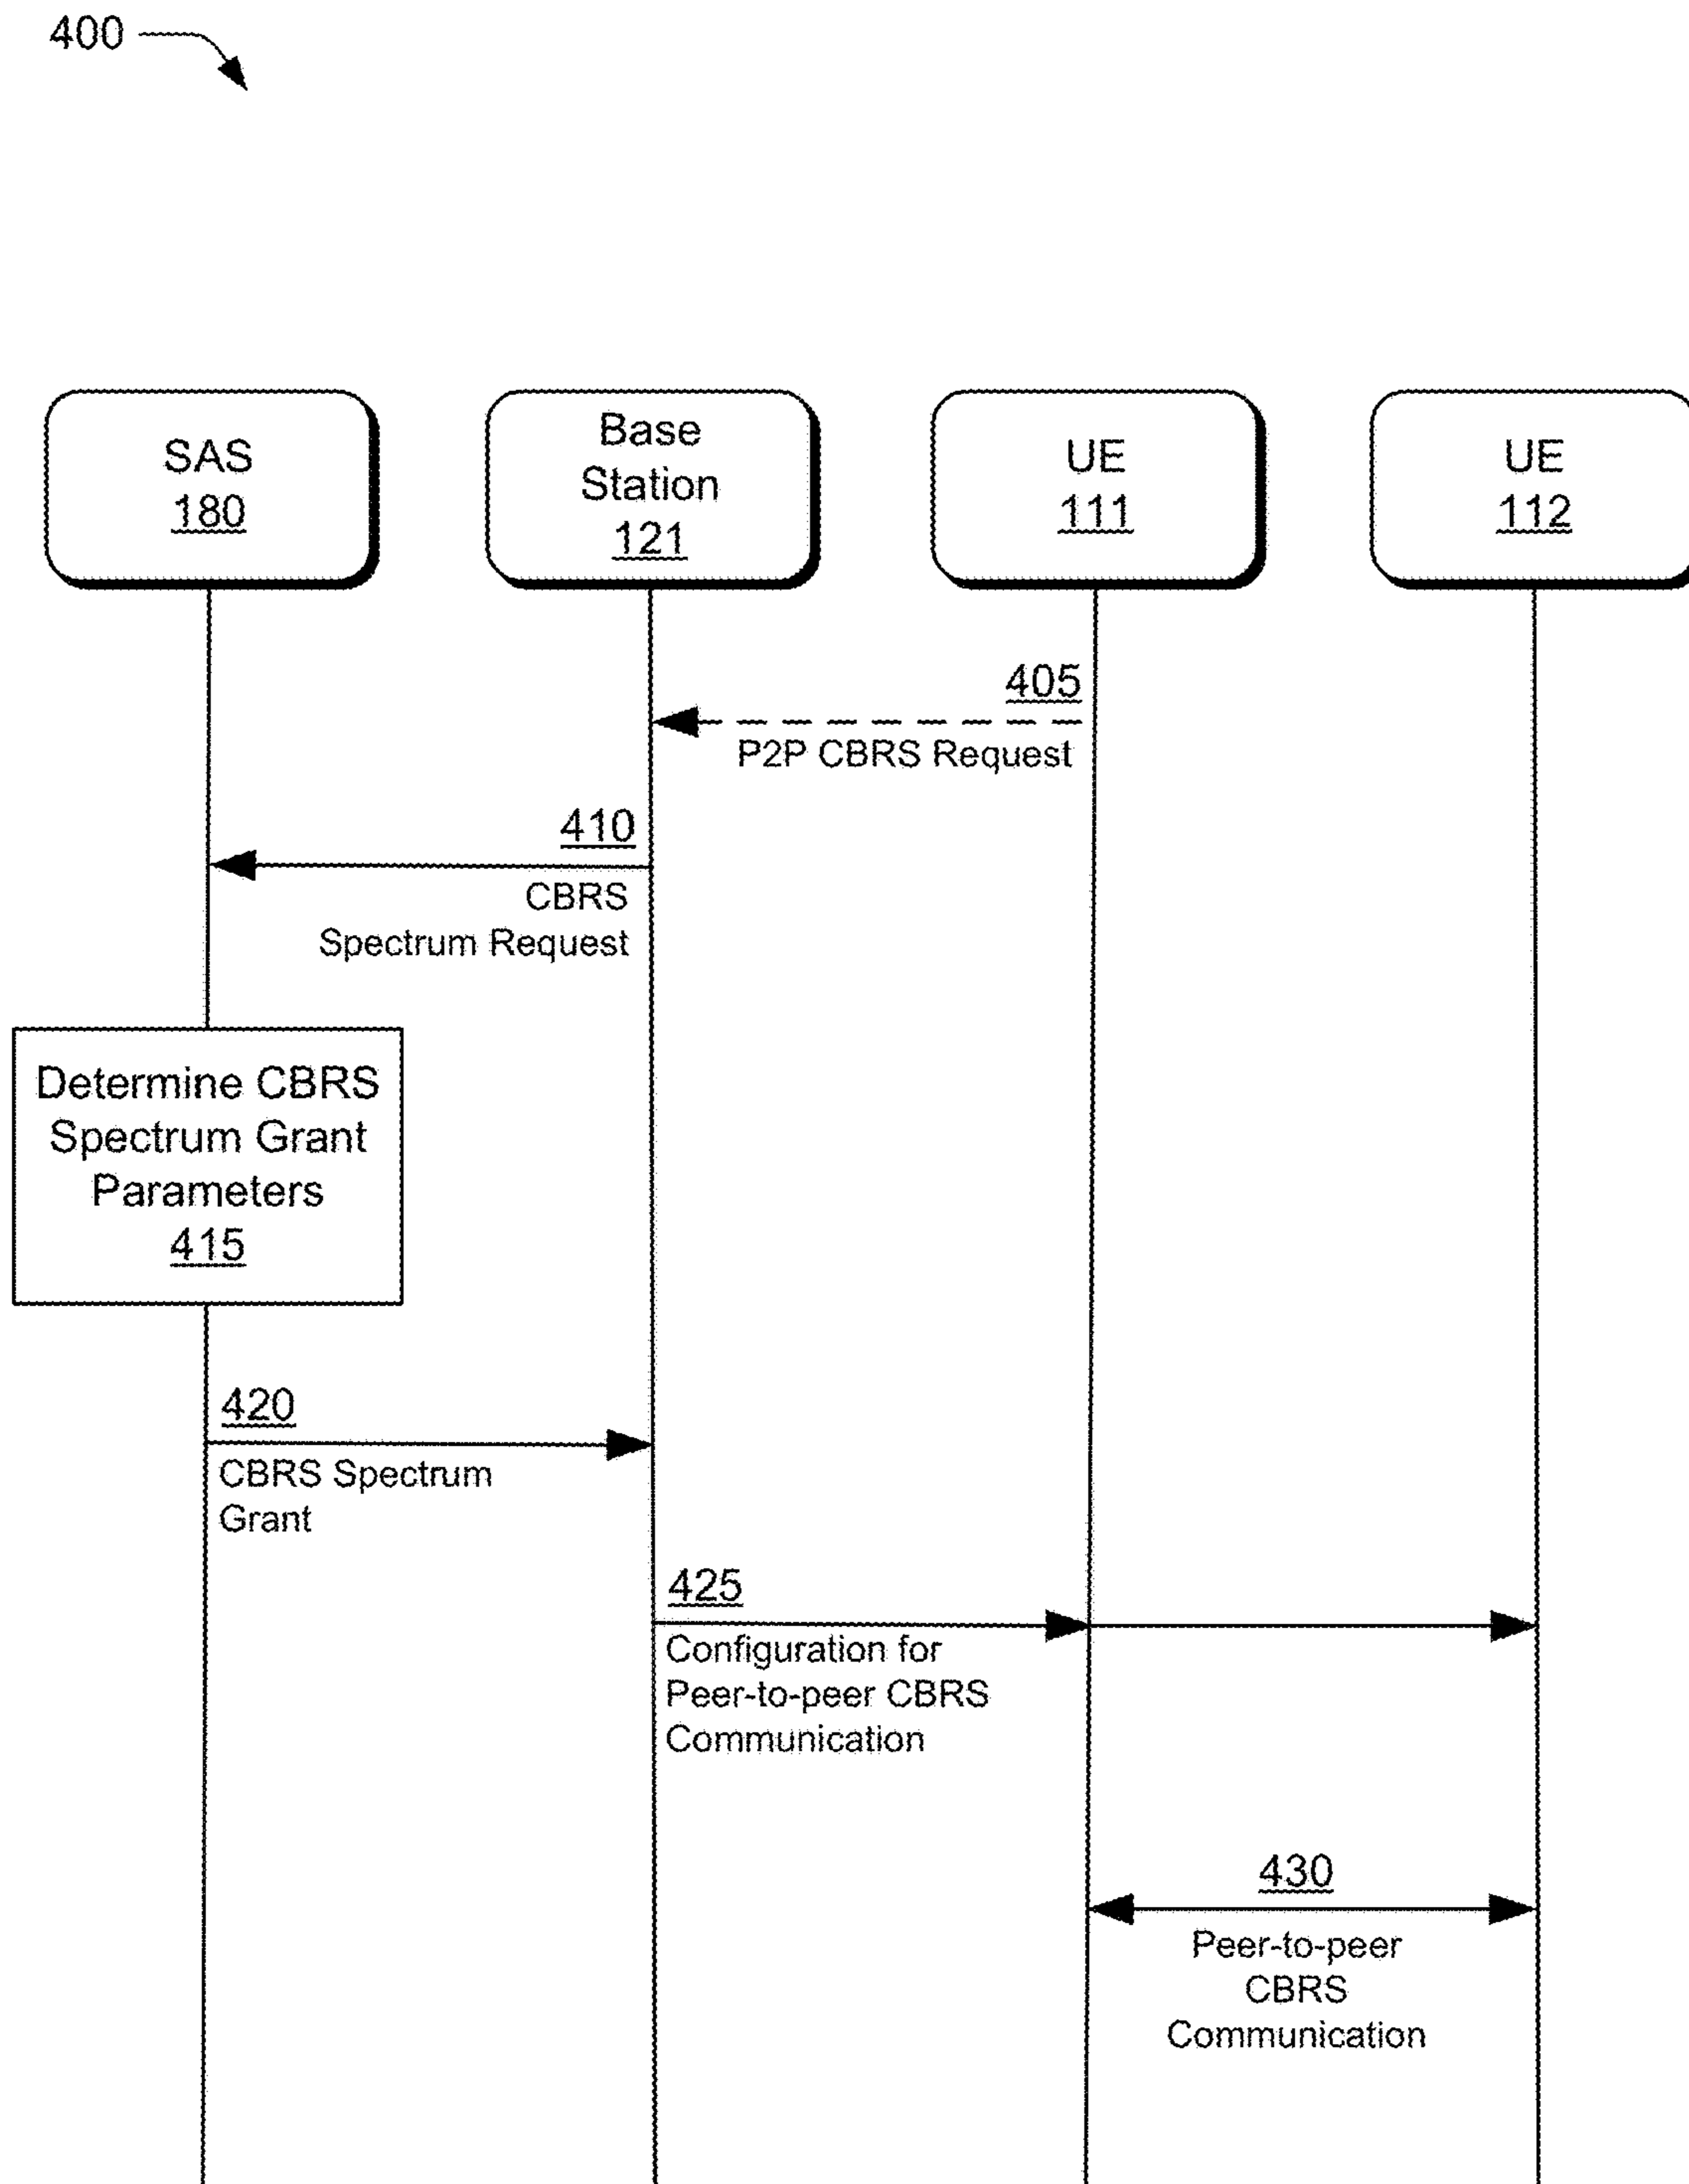 400
SAS
180
Base
Station
121
UE
111
UE
112
405
P2P CBRS Request
410
CBRS
Spectrum Request
Determine CBRS
Spectrum Grant
Parameters
415
420
CBRS Spectrum
Grant
425
Configuration for
Peer-to-peer CBRS
Communication
430
Peer-to-peer
CBRS
Communication